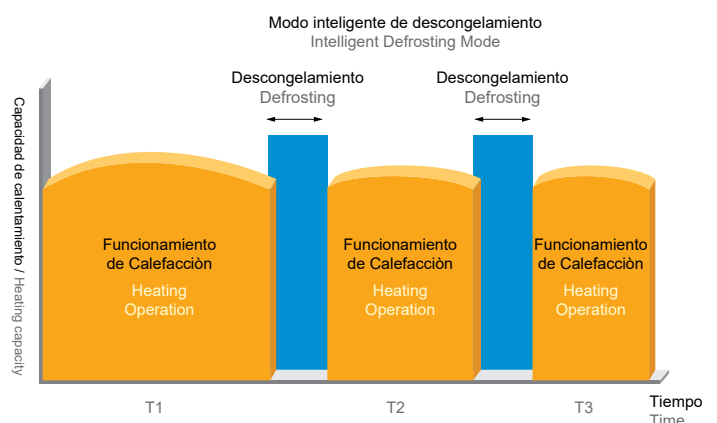 Modo inteligente de descongelamiento
Intelligent Defrosting Mode
Descongelamiento
Defrosting
Descongelamiento
Defrosting
Capacidad de calentamiento / Heating capacity
Funcionamiento
de Calefacciòn
Heating
Operation
Funcionamiento
de Calefacciòn
Heating
Operation
Funcionamiento
de Calefacciòn
Heating
Operation
T1
T2
T3
Tiempo
Time